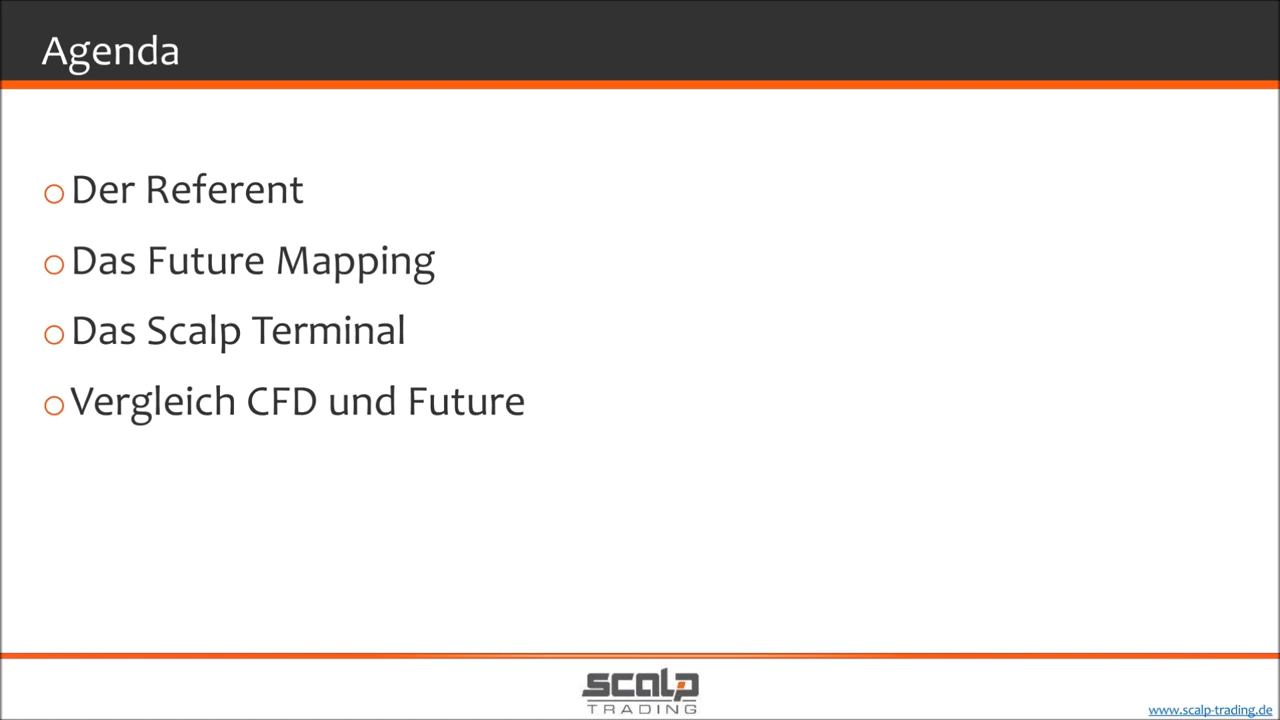 Agenda
Der Referent
Das Future Mapping
Das Scalp Terminal
Vergleich CFD und Future
scalp
TRADING
www.scalp-trading.de